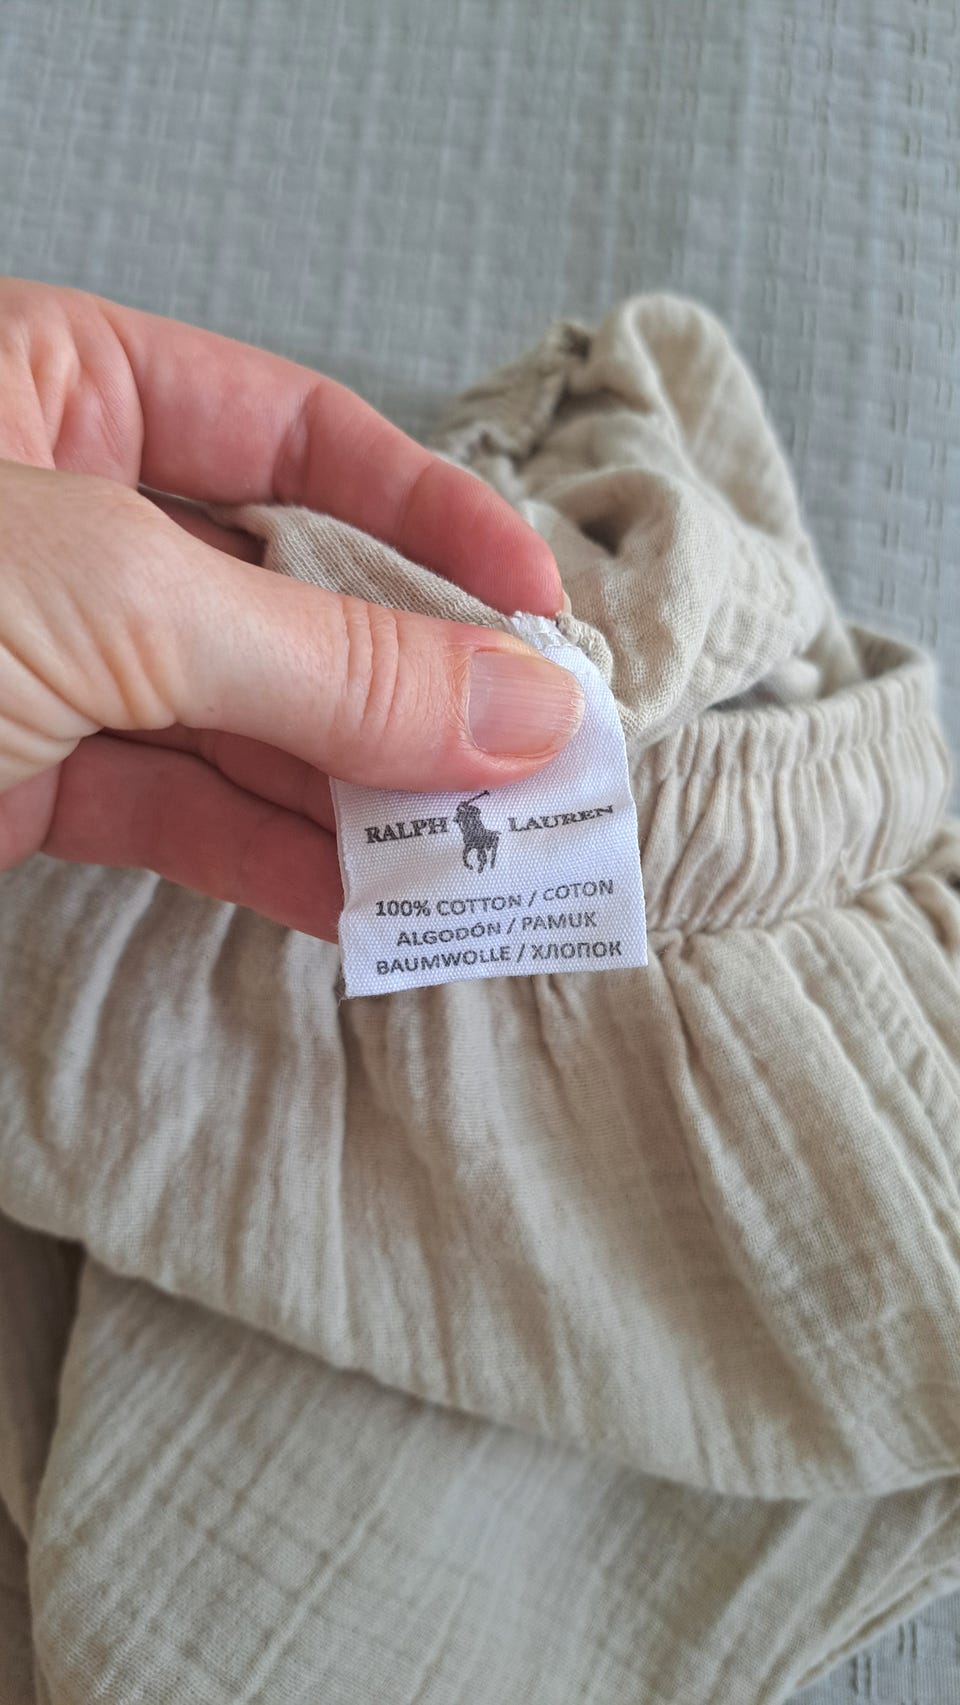 RALPH LAUREN
100% COTTON / COTON
ALGODÓN / PAMUK
BAUMWOLLE / ХЛОПОК